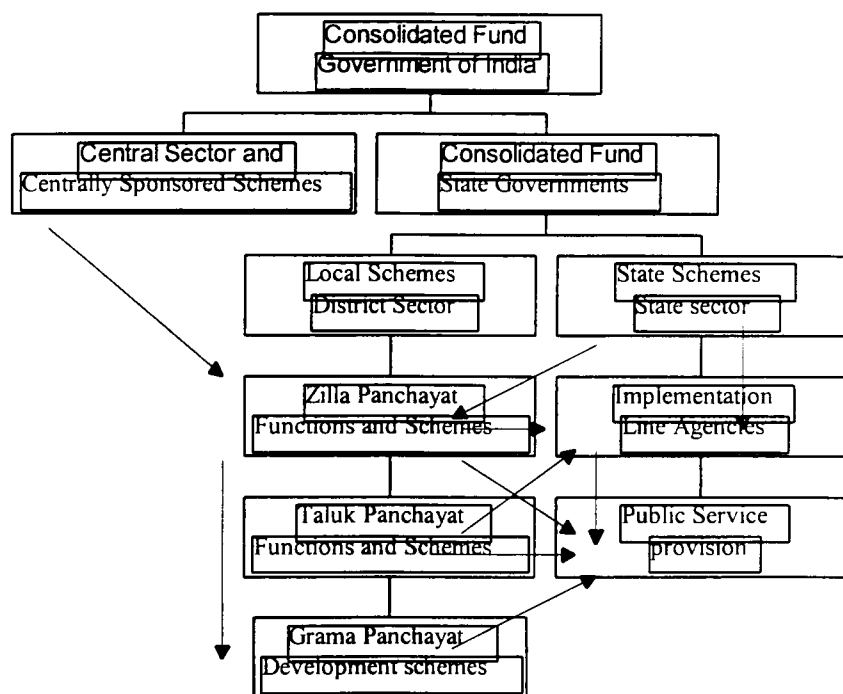 Consolidated Fund
Government of India
Central Sector and
Centrally Sponsored Schemes
Consolidated Fund
State Governments
Local Schemes
District Sector
State Schemes
State sector
Zilla Panchayat
Functions and Schemes
Implementation
Line Agencies
Taluk Panchayat
Functions and Schemes
Public Service
provision
Grama Panchayat
Development schemes